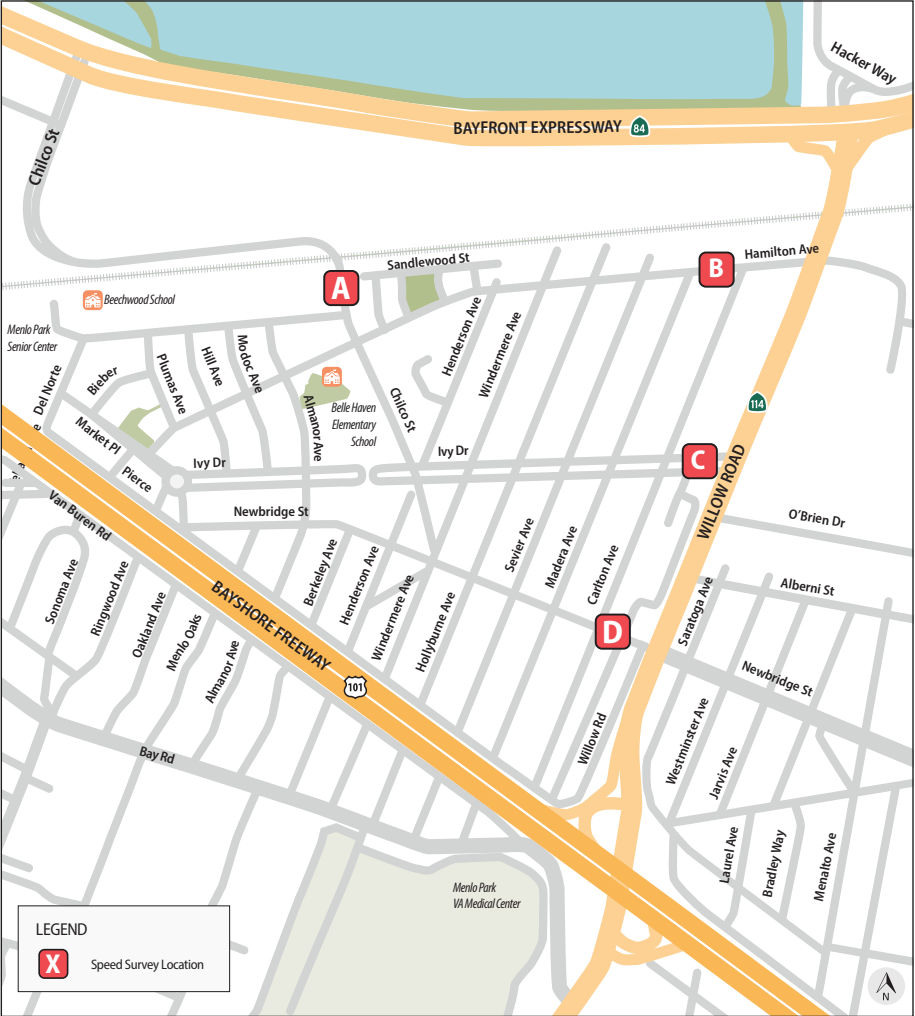 Hacker Way
BAYFRONT EXPRESSWAY
84
Chilco St
Hamilton Ave
Sandlewood St
B
A
Beechwood School
Menlo Park
Senior Center
Henderson Ave
Windermere Ave
Del Norte
Bieber
Plumas Ave
Hill Ave
Modoc Ave
Almanor Ave
Belle Haven
Elementary
School
Chilco St
114
Market Pl
Pierce
Ivy Dr
Ivy Dr
C
WILLOW ROAD
Van Buren Rd
Newbridge St
O'Brien Dr
Sevier Ave
Madera Ave
Carlton Ave
Berkeley Ave
Henderson Ave
Windermere Ave
Hollyburne Ave
Sonoma Ave
Ringwood Ave
Oakland Ave
Menlo Oaks
Almanor Ave
BAYSHORE FREEWAY
101
Alberni St
Saratoga Ave
D
Newbridge St
Willow Rd
Westminster Ave
Jarvis Ave
Bay Rd
Laurel Ave
Bradley Way
Menalto Ave
Menlo Park
VA Medical Center
LEGEND
X
Speed Survey Location
N